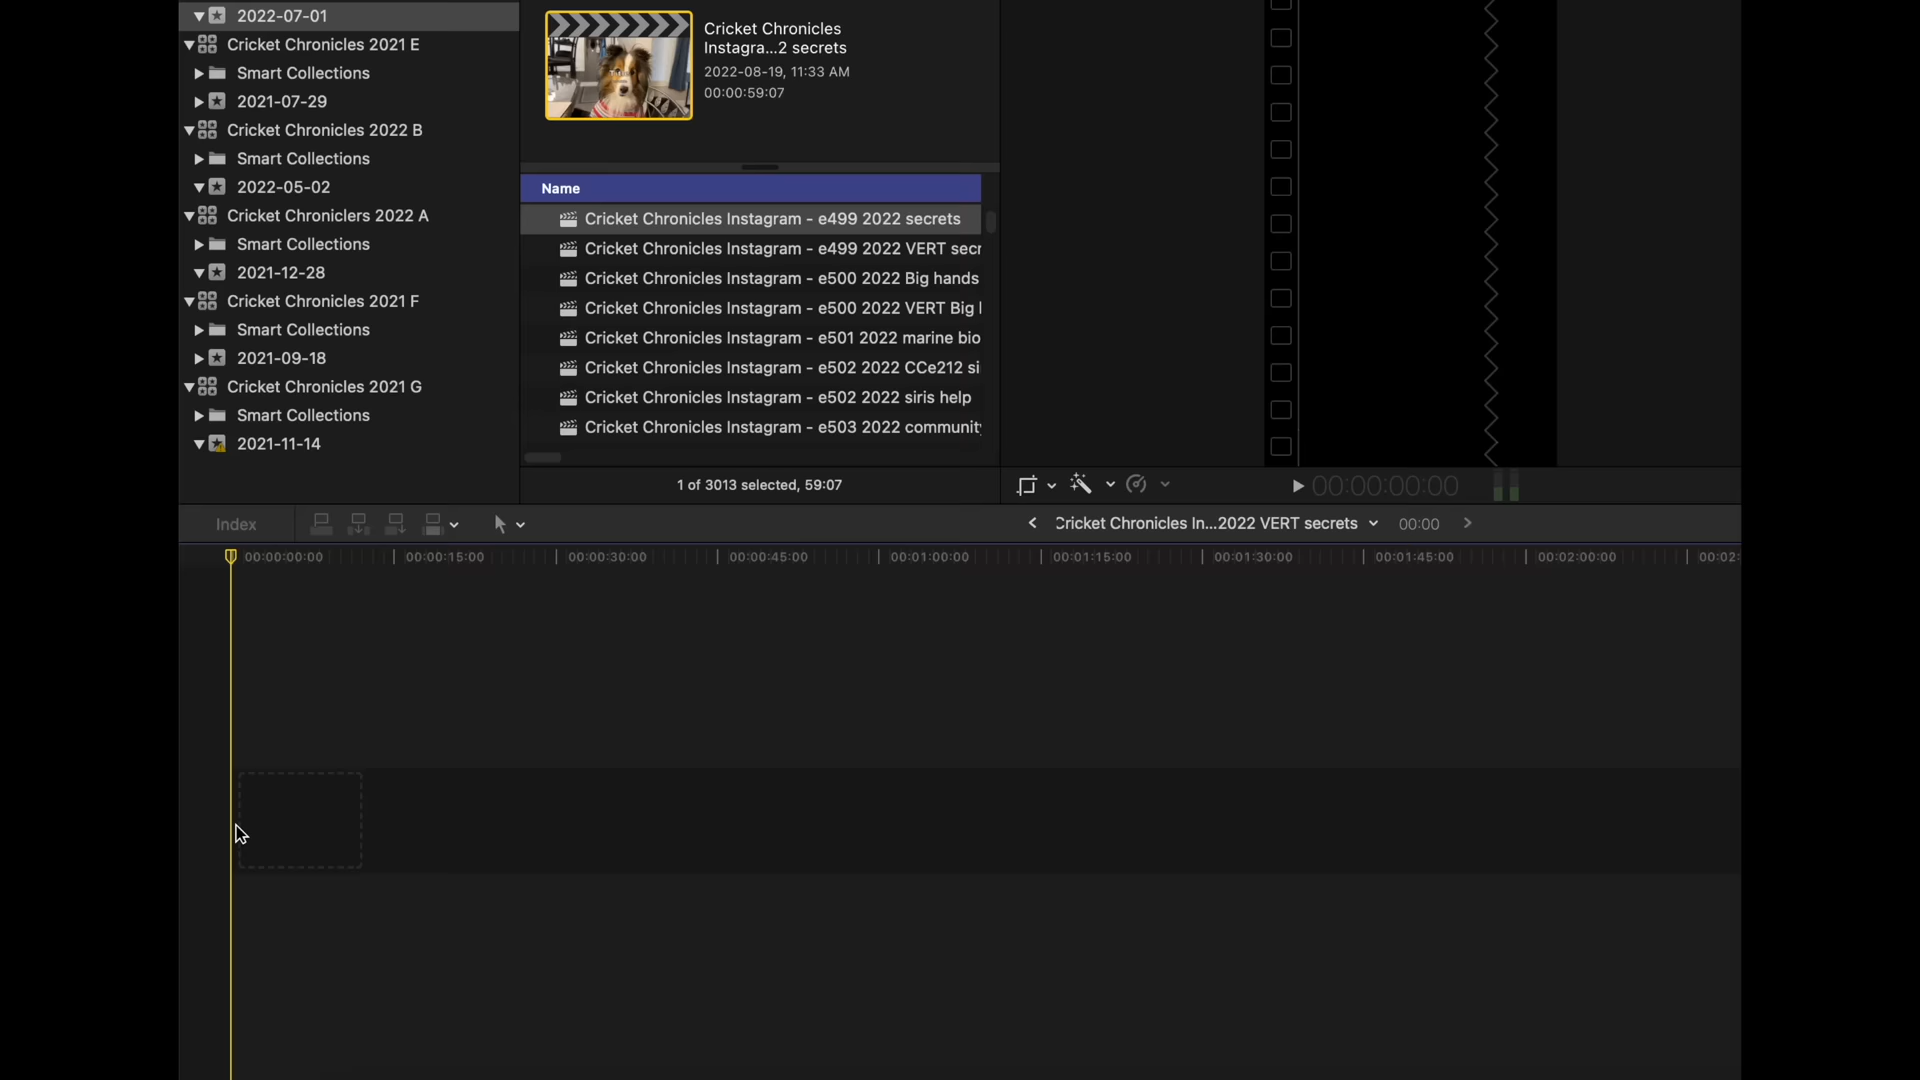 2022-07-01
Cricket Chronicles 2021 E
Smart Collections
2021-07-29
Cricket Chronicles 2022 B
Smart Collections
2022-05-02
Cricket Chroniclers 2022 A
Smart Collections
2021-12-28
Cricket Chronicles 2021 F
Smart Collections
2021-09-18
Cricket Chronicles 2021 G
Smart Collections
2021-11-14
Cricket Chronicles
Instagra...2 secrets
2022-08-19, 11:33 AM
00:00:59:07
Name
Cricket Chronicles Instagram - e499 2022 secrets
Cricket Chronicles Instagram - e499 2022 VERT secr
Cricket Chronicles Instagram - e500 2022 Big hands
Cricket Chronicles Instagram - e500 2022 VERT Big
Cricket Chronicles Instagram - e501 2022 marine bio
Cricket Chronicles Instagram - e502 2022 CCe212 si
Cricket Chronicles Instagram - e502 2022 siris help
Cricket Chronicles Instagram - e503 2022 community
1 of 3013 selected, 59:07
00:00:00:00
Index
Cricket Chronicles In...2022 VERT secrets
00:00
00:00:00:00 00:00:15:00 00:00:30:00 00:00:45:00 00:01:00:00 00:01:15:00 00:01:30:00 00:01:45:00 00:02:00:00 00:02: